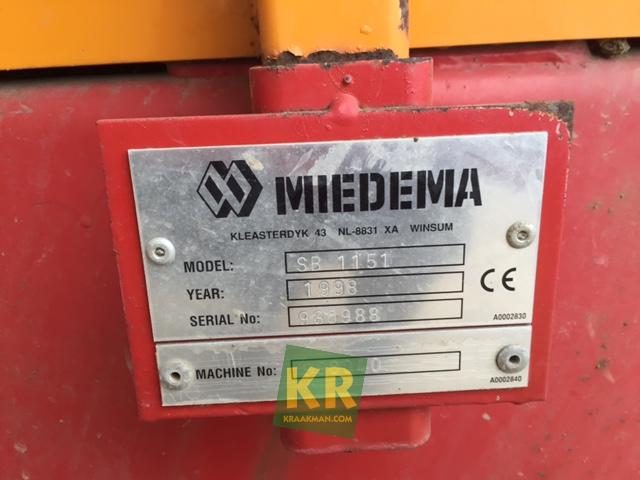 MIEDEMA
KLEASTERDYK 43 NL-8831 XA WINSUM
MODEL: SB 1151
YEAR: 1998
SERIAL No:
CE
A0002830
MACHINE No:
A0002840
KR
KRAAKMAN.COM